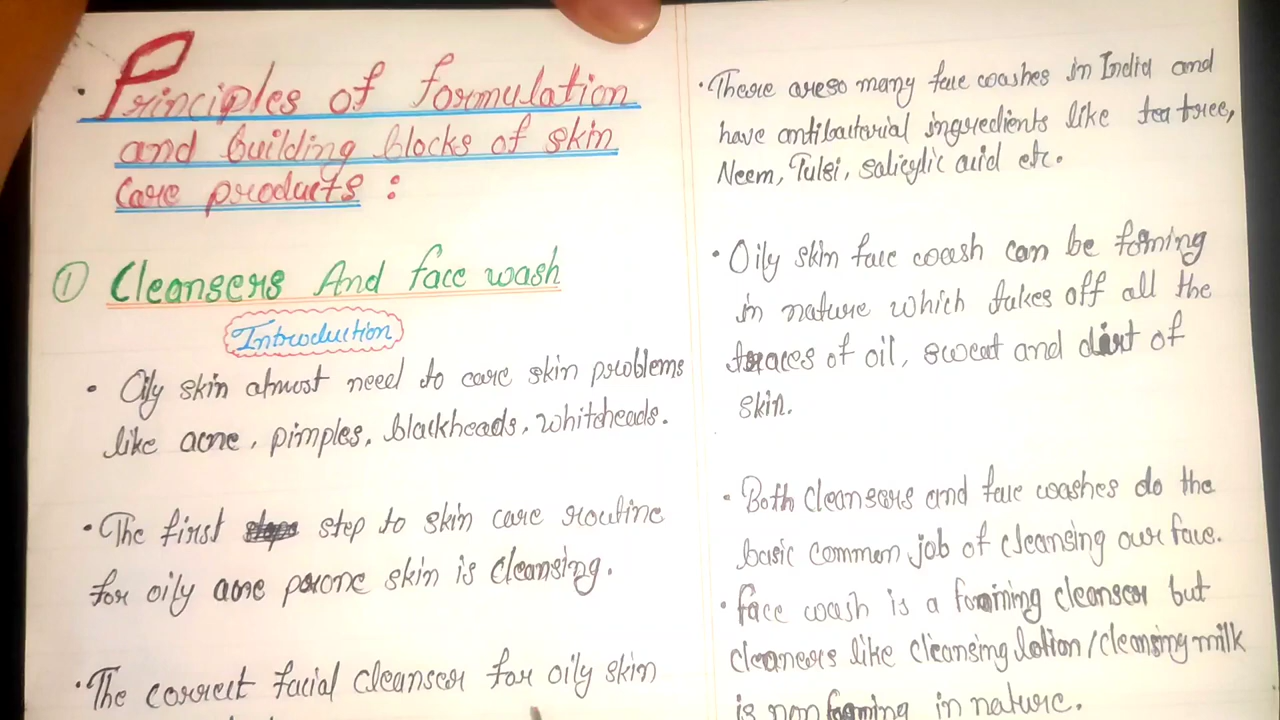 • Principles of formulation
and building blocks of skin
care products :
① Cleansers And face wash
Introduction
• Oily skin almost need to care skin problems
like acne, pimples, blackheads, whiteheads.
• The first step to skin care routine
for oily acne prone skin is cleansing.
• The correct facial cleanser for oily skin
• There are so many face washes in India and
have antibacterial ingredients like tea tree,
Neem, Tulsi, salicylic acid etc.
• Oily skin face wash can be foming
in nature which takes off all the
traces of oil, sweat and dirt of
skin.
• Both cleansers and face washes do the
basic common job of cleansing our face.
• face wash is a foaming cleanser but
cleaneers like cleansing lotion/cleansing milk
is non foaming in nature.